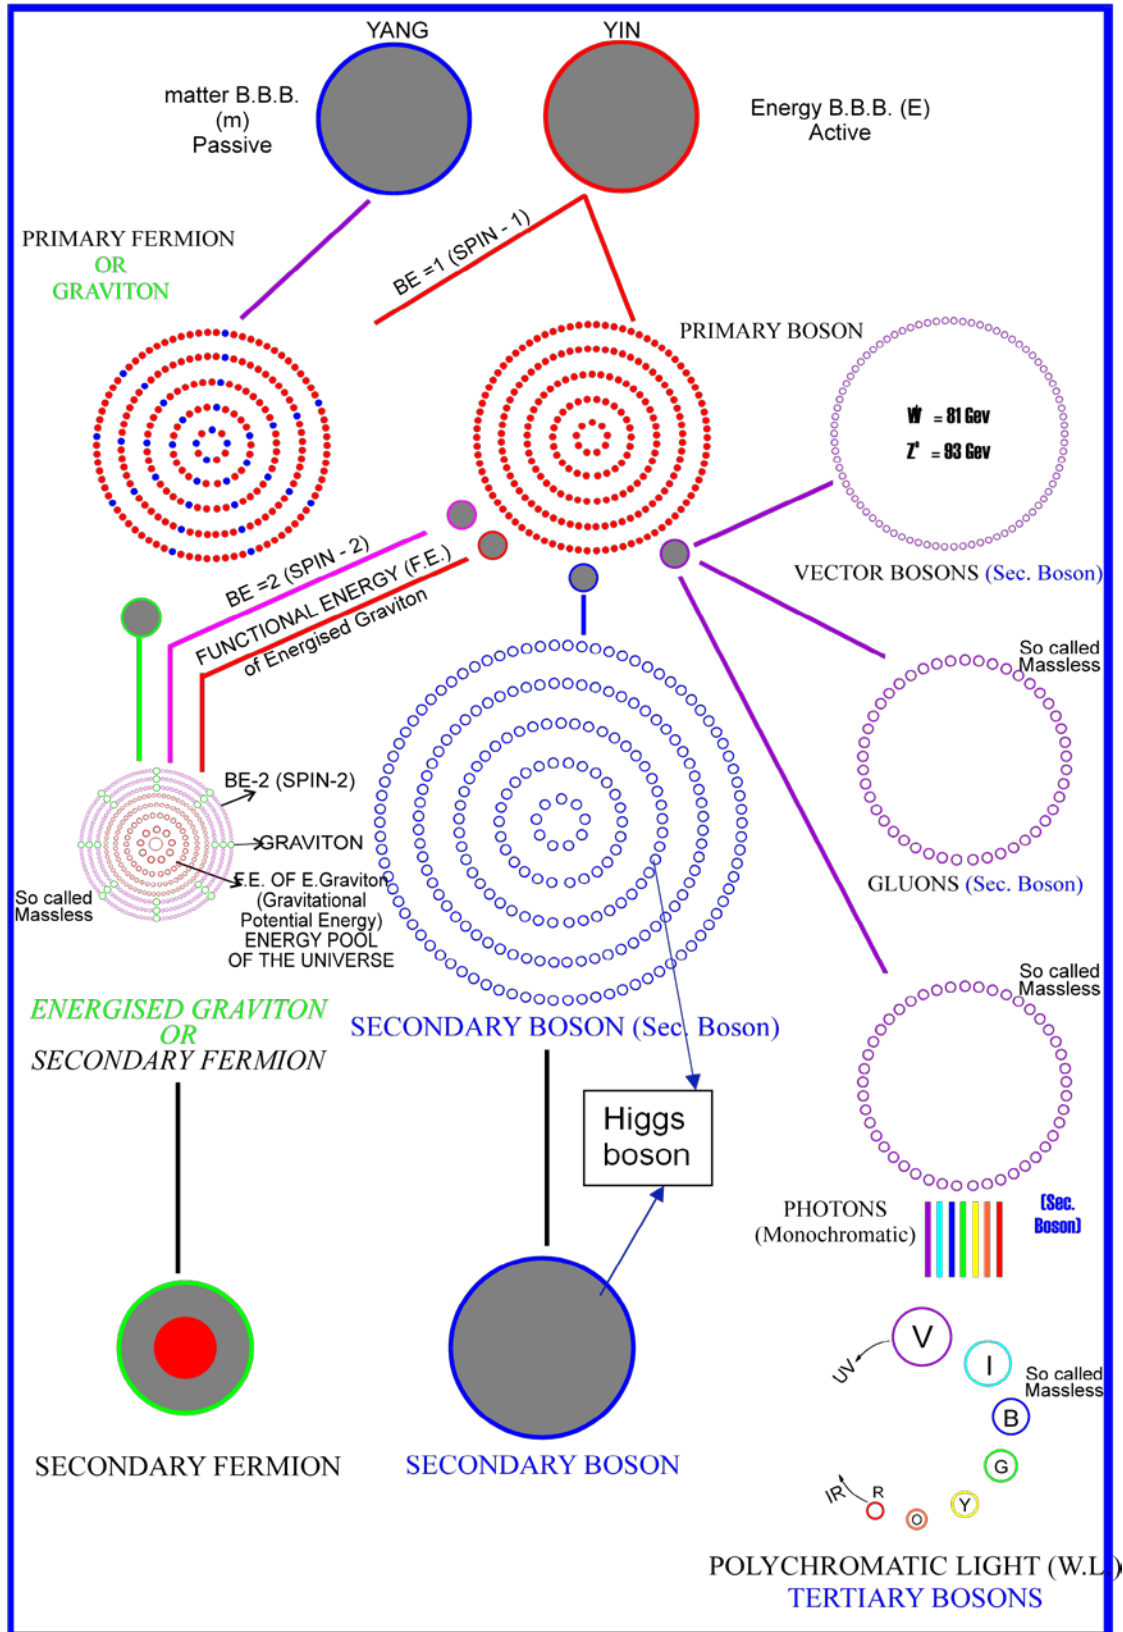 YANG
YIN
matter B.B.B.
(m)
Passive
Energy B.B.B. (E)
Active
PRIMARY FERMION
OR
GRAVITON
BE =1 (SPIN - 1)
PRIMARY BOSON
= 81 Gev
Z° = 93 Gev
VECTOR BOSONS (Sec. Boson)
BE =2 (SPIN - 2)
FUNCTIONAL ENERGY (F.E.)
of Energised Graviton
So called
Massless
GLUONS (Sec. Boson)
BE-2 (SPIN-2)
GRAVITON
F.E. OF E.Graviton
(Gravitational
Potential Energy)
ENERGY POOL
OF THE UNIVERSE
So called
Massless
ENERGISED GRAVITON
OR
SECONDARY FERMION
SECONDARY BOSON (Sec. Boson)
Higgs
boson
So called
Massless
PHOTONS
(Monochromatic)
(Sec.
Boson)
V
UV
I
So called
Massless
B
G
Y
O
R
IR
SECONDARY FERMION
SECONDARY BOSON
POLYCHROMATIC LIGHT (W.L.)
TERTIARY BOSONS